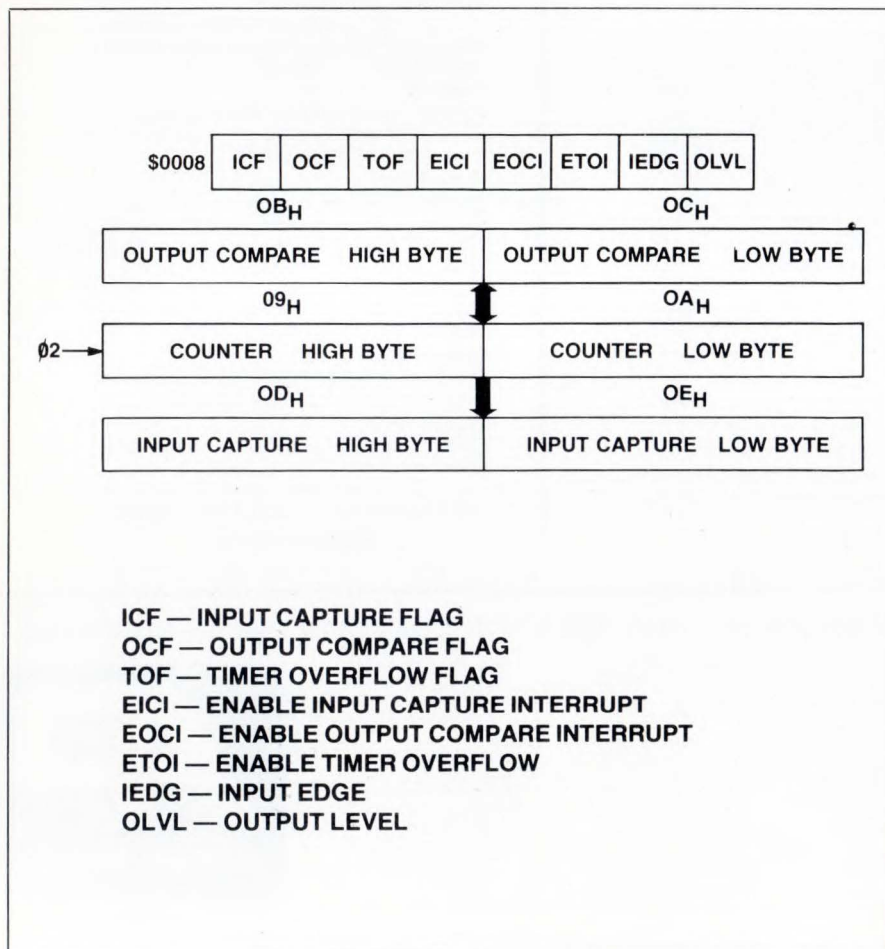 $0008 ICF OCF TOF EICI EOCI ETOI IEDG OLVL
OBH OCH
OUTPUT COMPARE HIGH BYTE OUTPUT COMPARE LOW BYTE
09H OAH
ø2 COUNTER HIGH BYTE COUNTER LOW BYTE
ODH OEH
INPUT CAPTURE HIGH BYTE INPUT CAPTURE LOW BYTE
ICF — INPUT CAPTURE FLAG
OCF — OUTPUT COMPARE FLAG
TOF — TIMER OVERFLOW FLAG
EICI — ENABLE INPUT CAPTURE INTERRUPT
EOCI — ENABLE OUTPUT COMPARE INTERRUPT
ETOI — ENABLE TIMER OVERFLOW
IEDG — INPUT EDGE
OLVL — OUTPUT LEVEL